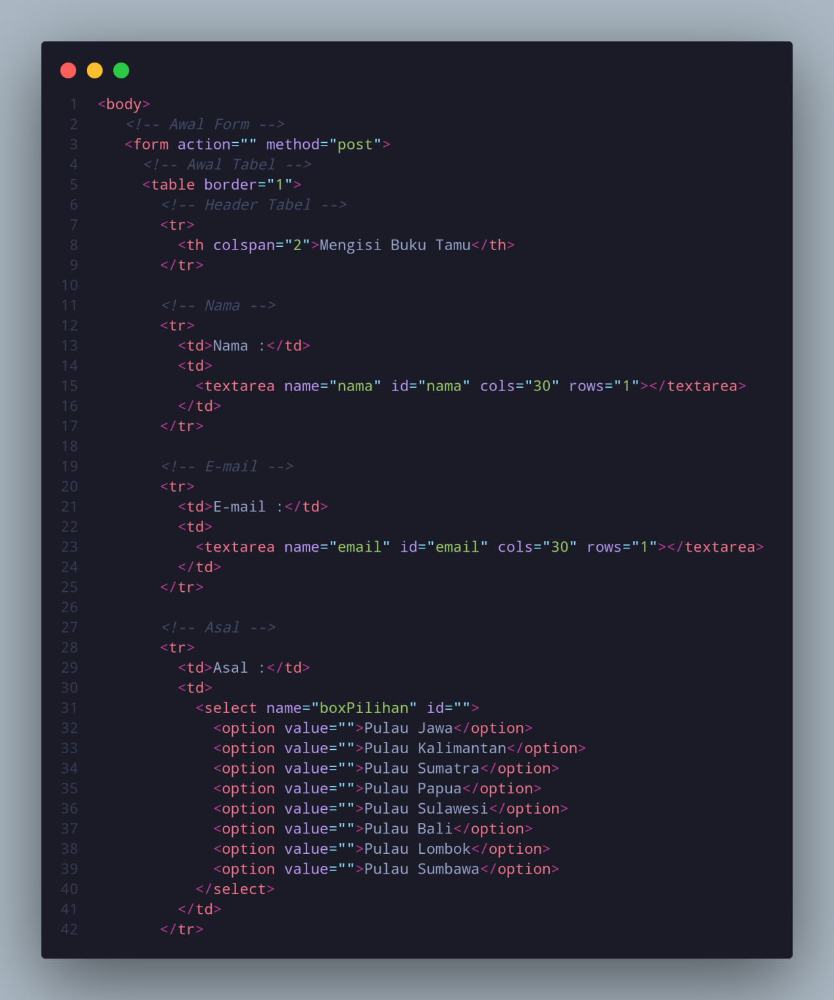 1 <body>
2 <!-- Awal Form -->
3 <form action="" method="post">
4 <!-- Awal Tabel -->
5 <table border="1">
6 <!-- Header Tabel -->
7 <tr>
8 <th colspan="2">Mengisi Buku Tamu</th>
9 </tr>
10
11 <!-- Nama -->
12 <tr>
13 <td>Nama :</td>
14 <td>
15 <textarea name="nama" id="nama" cols="30" rows="1"></textarea>
16 </td>
17 </tr>
18
19 <!-- E-mail -->
20 <tr>
21 <td>E-mail :</td>
22 <td>
23 <textarea name="email" id="email" cols="30" rows="1"></textarea>
24 </td>
25 </tr>
26
27 <!-- Asal -->
28 <tr>
29 <td>Asal :</td>
30 <td>
31 <select name="boxPilihan" id="">
32 <option value="">Pulau Jawa</option>
33 <option value="">Pulau Kalimantan</option>
34 <option value="">Pulau Sumatra</option>
35 <option value="">Pulau Papua</option>
36 <option value="">Pulau Sulawesi</option>
37 <option value="">Pulau Bali</option>
38 <option value="">Pulau Lombok</option>
39 <option value="">Pulau Sumbawa</option>
40 </select>
41 </td>
42 </tr>